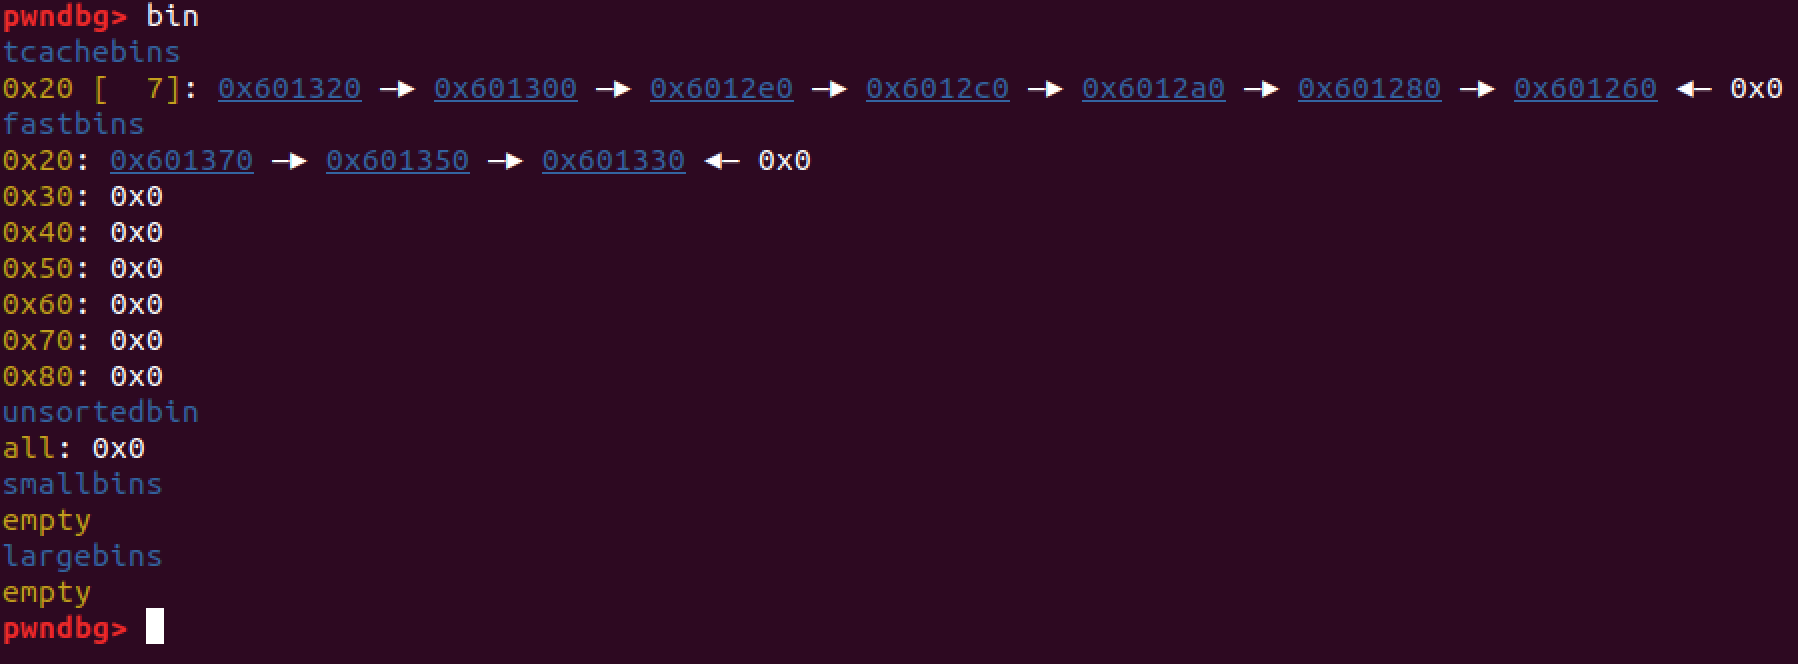 pwndbg> bin
tcachebins
0x20 [  7]: 0x601320 —▸ 0x601300 —▸ 0x6012e0 —▸ 0x6012c0 —▸ 0x6012a0 —▸ 0x601280 —▸ 0x601260 ◂— 0x0
fastbins
0x20: 0x601370 —▸ 0x601350 —▸ 0x601330 ◂— 0x0
0x30: 0x0
0x40: 0x0
0x50: 0x0
0x60: 0x0
0x70: 0x0
0x80: 0x0
unsortedbin
all: 0x0
smallbins
empty
largebins
empty
pwndbg>